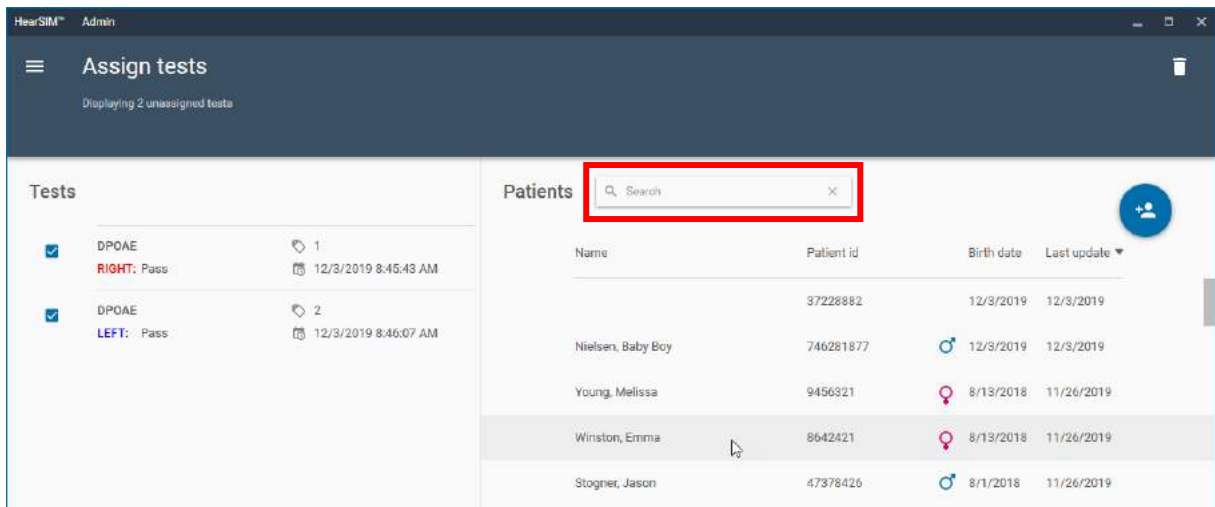 HearSIM™ Admin
Assign tests
Displaying 2 unassigned tests
Tests
DPOAE 1
RIGHT: Pass 12/3/2019 8:45:43 AM
DPOAE 2
LEFT: Pass 12/3/2019 8:46:07 AM
Patients Search
Name Patient id Birth date Last update
37228882 12/3/2019 12/3/2019
Nielsen, Baby Boy 746281877 12/3/2019 12/3/2019
Young, Melissa 9456321 8/13/2018 11/26/2019
Winston, Emma 8642421 8/13/2018 11/26/2019
Stogner, Jason 47378426 8/1/2018 11/26/2019